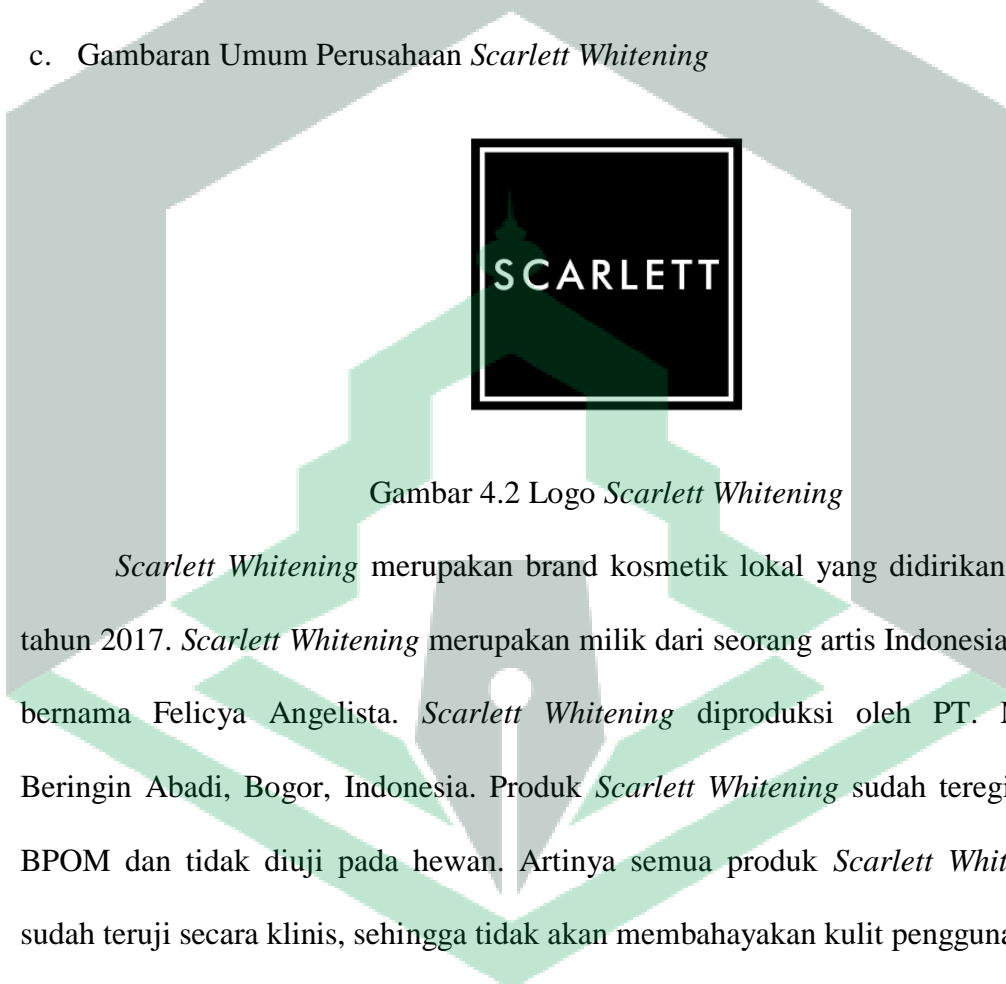 c. Gambaran Umum Perusahaan Scarlett Whitening
SCARLETT
Gambar 4.2 Logo Scarlett Whitening
Scarlett Whitening merupakan brand kosmetik lokal yang didirikan
tahun 2017. Scarlett Whitening merupakan milik dari seorang artis Indonesia
bernama Felicya Angelista. Scarlett Whitening diproduksi oleh PT.
Beringin Abadi, Bogor, Indonesia. Produk Scarlett Whitening sudah
BPOM dan tidak diuji pada hewan. Artinya semua produk Scarlett
sudah teruji secara klinis, sehingga tidak akan membahayakan kulit